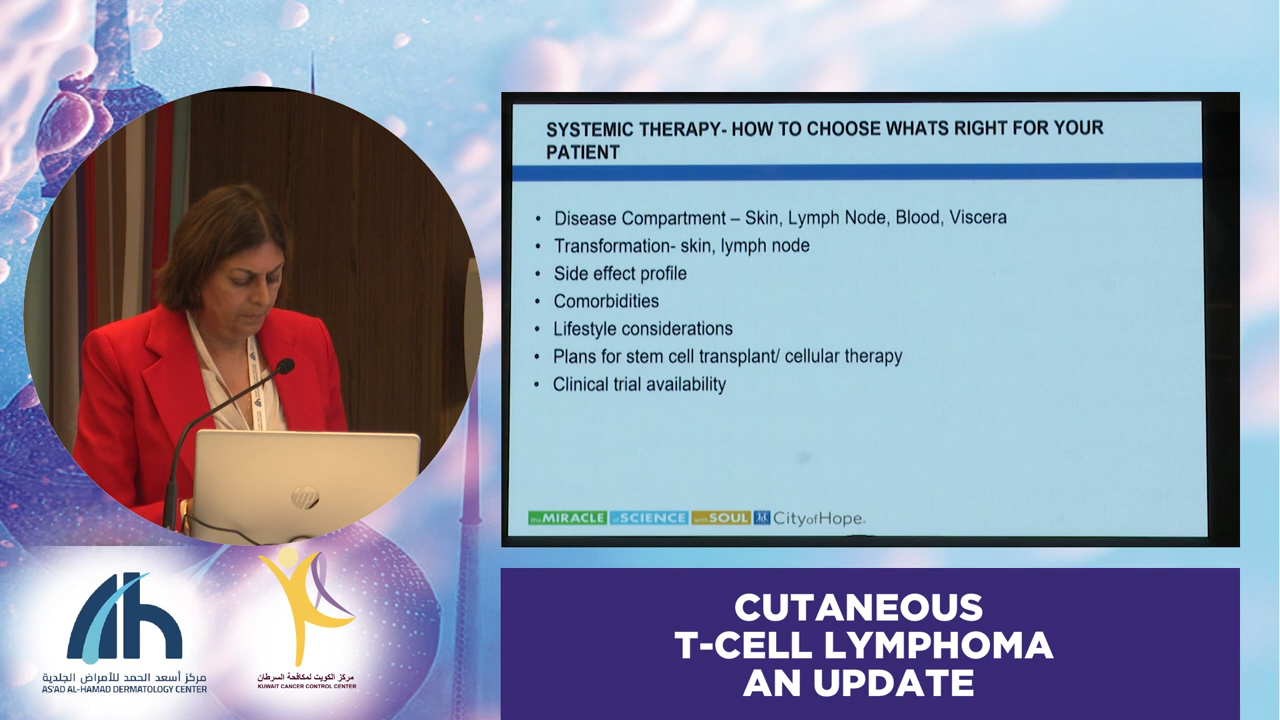 SYSTEMIC THERAPY- HOW TO CHOOSE WHATS RIGHT FOR YOUR
PATIENT
• Disease Compartment – Skin, Lymph Node, Blood, Viscera
• Transformation- skin, lymph node
• Side effect profile
• Comorbidities
• Lifestyle considerations
• Plans for stem cell transplant/ cellular therapy
• Clinical trial availability
the MIRACLE of SCIENCE with SOUL City of Hope.
hp
مركز أسعد الحمد للأمراض الجلدية
AS'AD AL-HAMAD DERMATOLOGY CENTER
مركز الكويت لمكافحة السرطان
KUWAIT CANCER CONTROL CENTER
CUTANEOUS
T-CELL LYMPHOMA
AN UPDATE